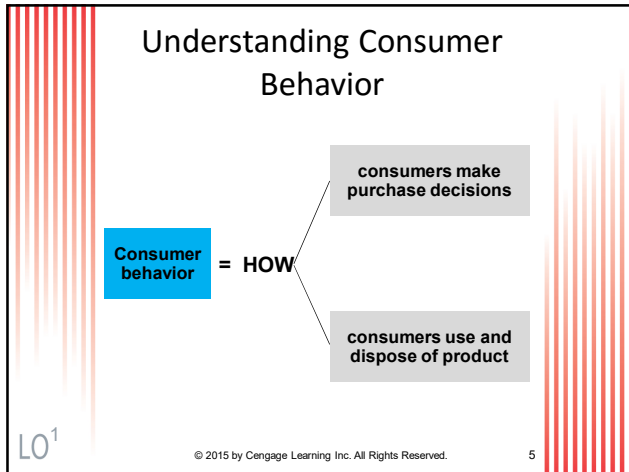 Understanding Consumer
Behavior
consumers make
purchase decisions
Consumer
behavior
= HOW
consumers use and
dispose of product
LO1
© 2015 by Cengage Learning Inc. All Rights Reserved.
5